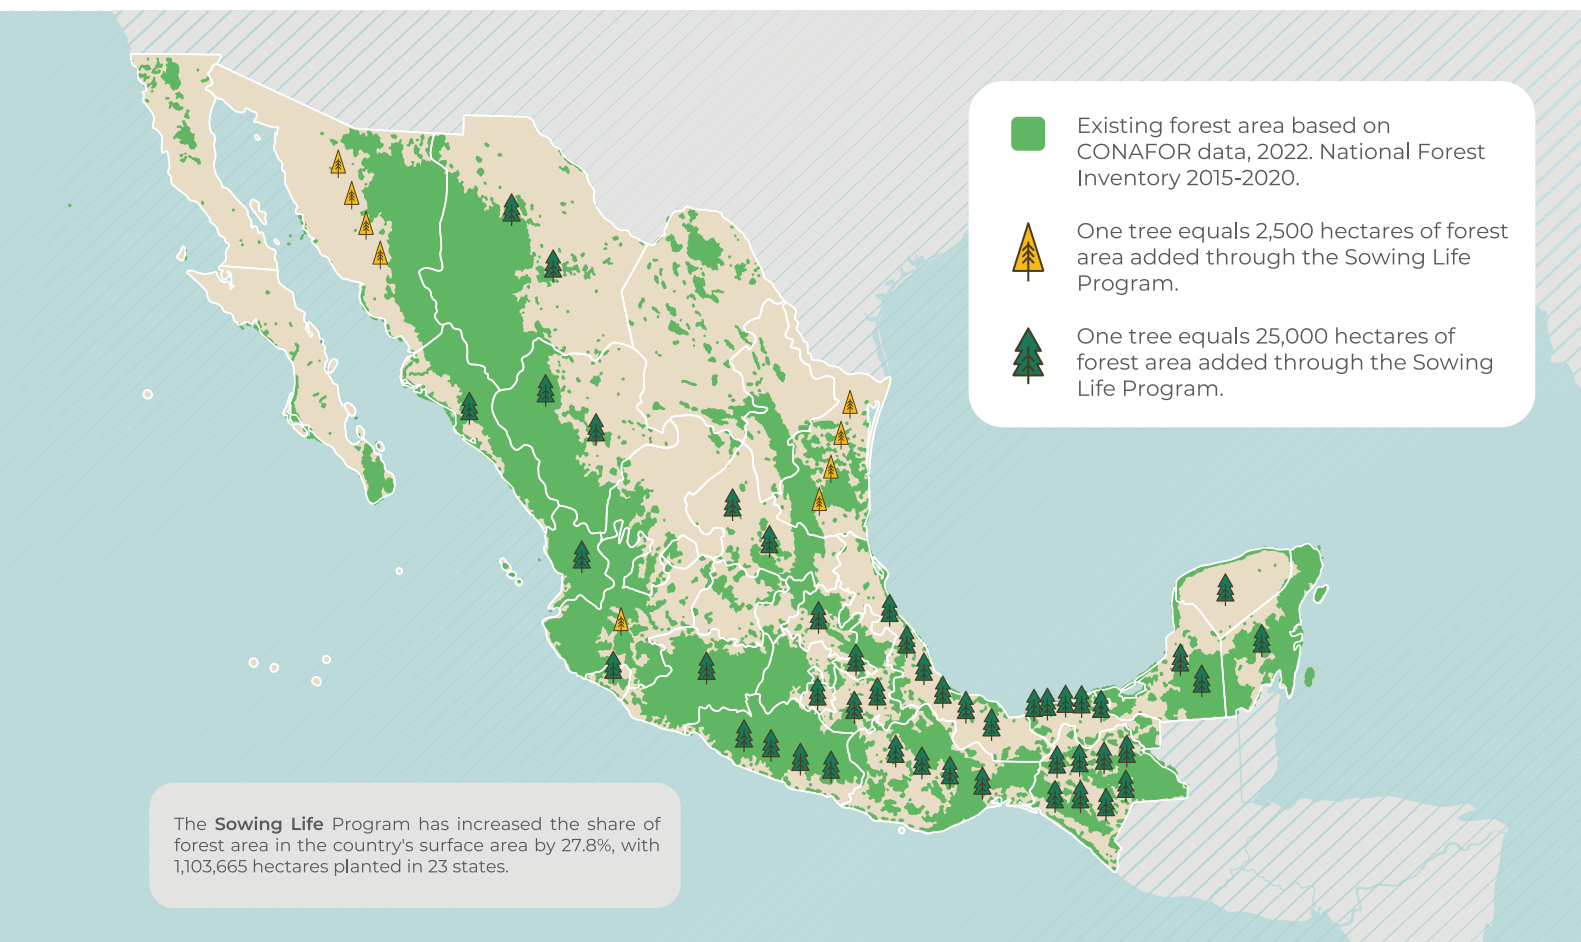 Existing forest area based on
CONAFOR data, 2022. National Forest
Inventory 2015-2020.
One tree equals 2,500 hectares of forest
area added through the Sowing Life
Program.
One tree equals 25,000 hectares of
forest area added through the Sowing
Life Program.
The Sowing Life Program has increased the share of
forest area in the country's surface area by 27.8%, with
1,103,665 hectares planted in 23 states.